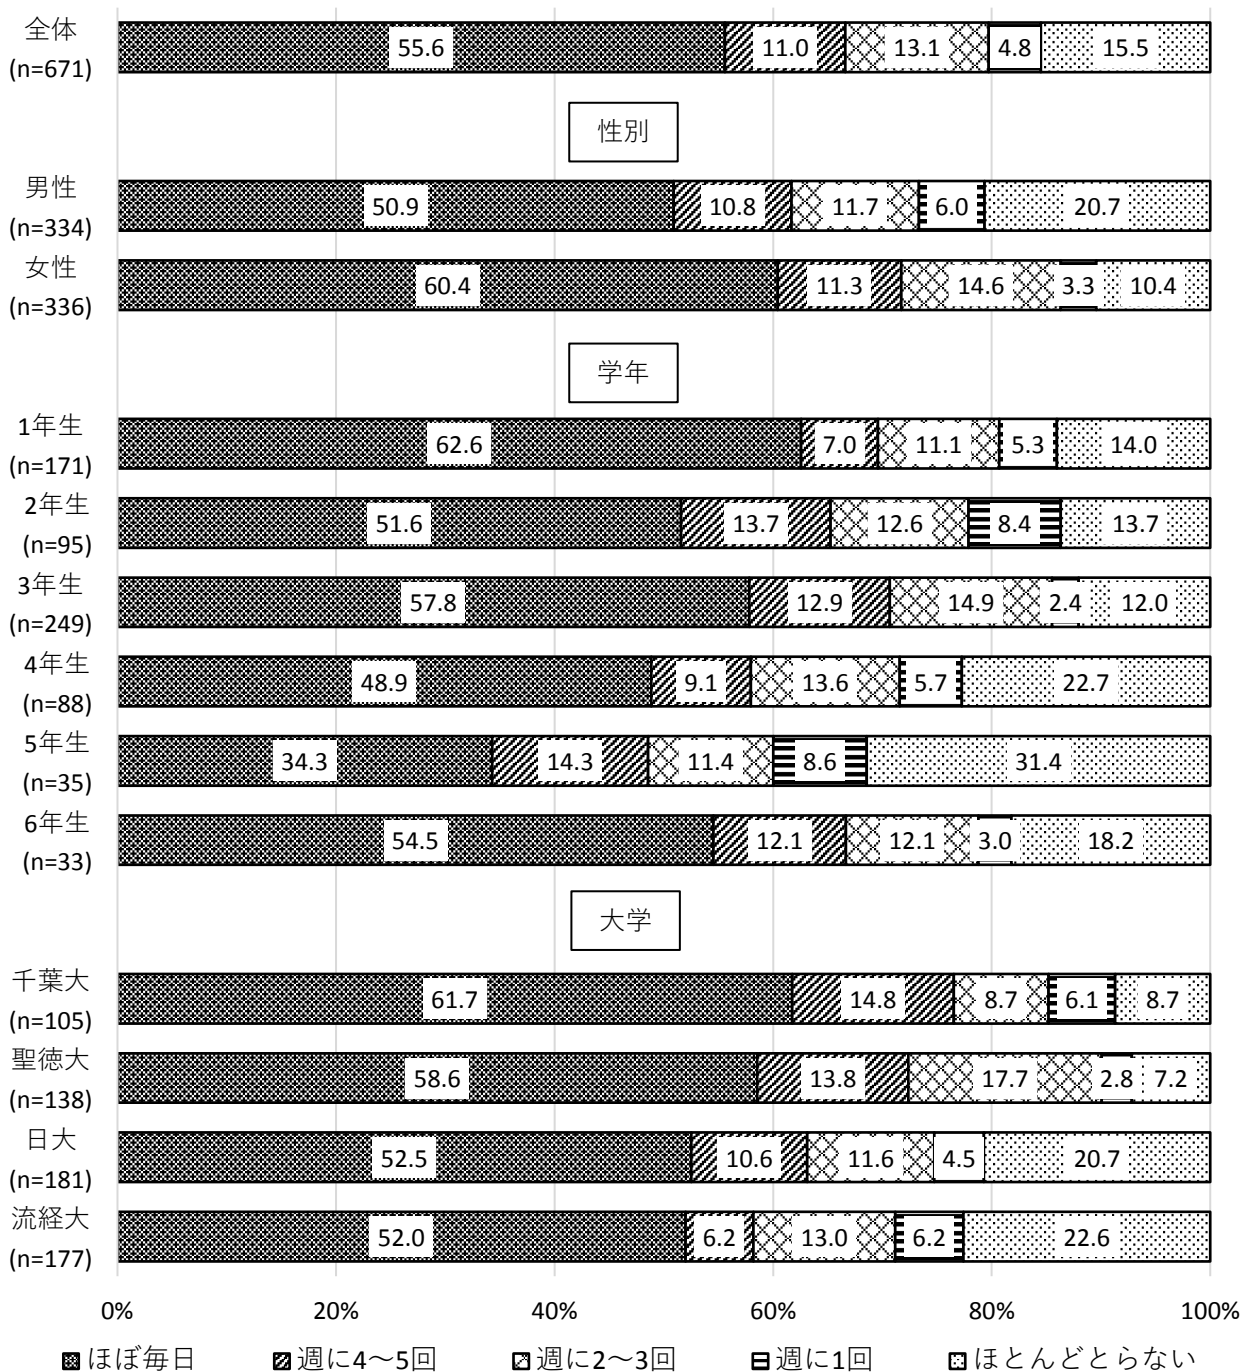 全体
(n=671)
55.6 11.0 13.1 4.8 15.5
性別
男性
(n=334)
50.9 10.8 11.7 6.0 20.7
女性
(n=336)
60.4 11.3 14.6 3.3 10.4
学年
1年生
(n=171)
62.6 7.0 11.1 5.3 14.0
2年生
(n=95)
51.6 13.7 12.6 8.4 13.7
3年生
(n=249)
57.8 12.9 14.9 2.4 12.0
4年生
(n=88)
48.9 9.1 13.6 5.7 22.7
5年生
(n=35)
34.3 14.3 11.4 8.6 31.4
6年生
(n=33)
54.5 12.1 12.1 3.0 18.2
大学
千葉大
(n=105)
61.7 14.8 8.7 6.1 8.7
聖徳大
(n=138)
58.6 13.8 17.7 2.8 7.2
日大
(n=181)
52.5 10.6 11.6 4.5 20.7
流経大
(n=177)
52.0 6.2 13.0 6.2 22.6
0% 20% 40% 60% 80% 100%
ほぼ毎日 週に4～5回 週に2～3回 週に1回 ほとんどとらない